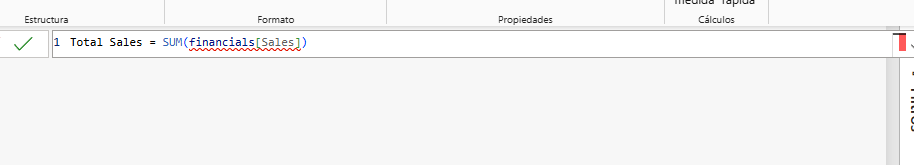 medida rápida
Estructura
Formato
Propiedades
Cálculos
1 Total Sales = SUM(financials[Sales])